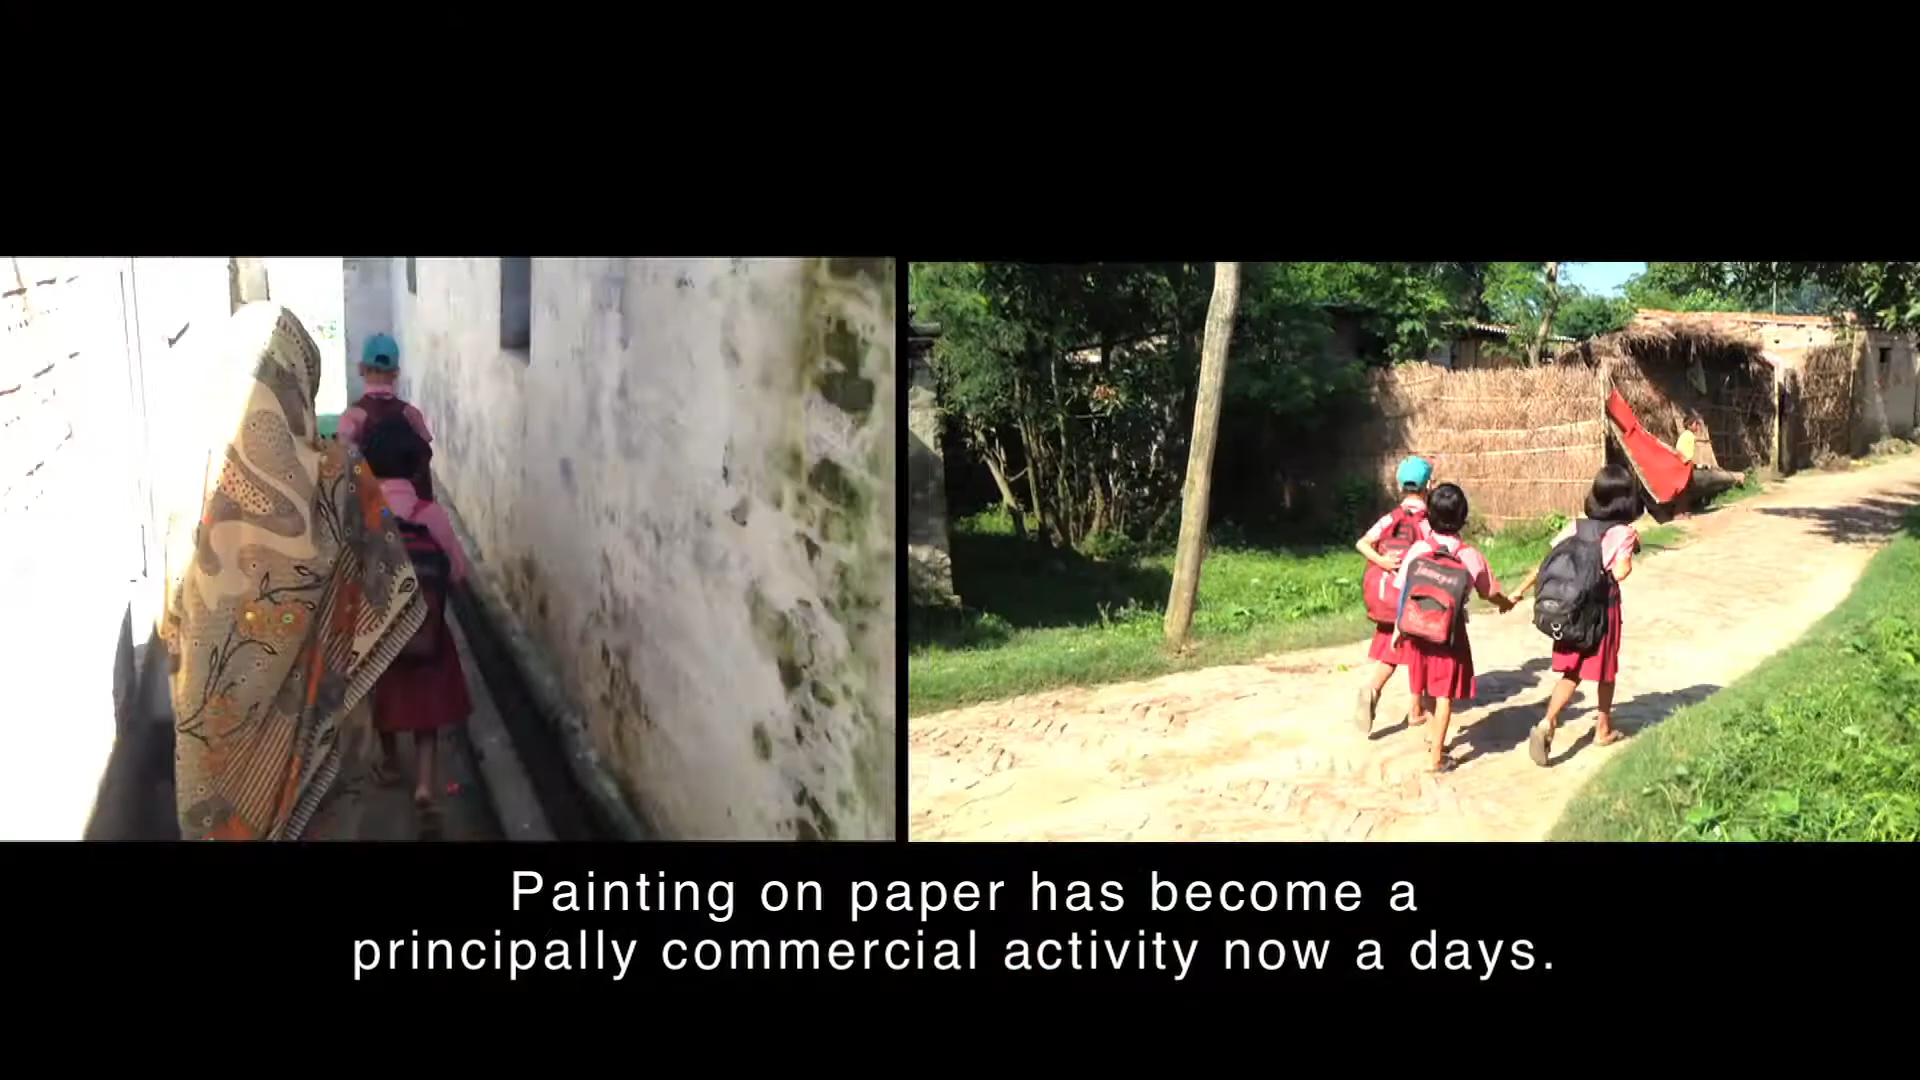 Painting on paper has become a
principally commercial activity now a days.